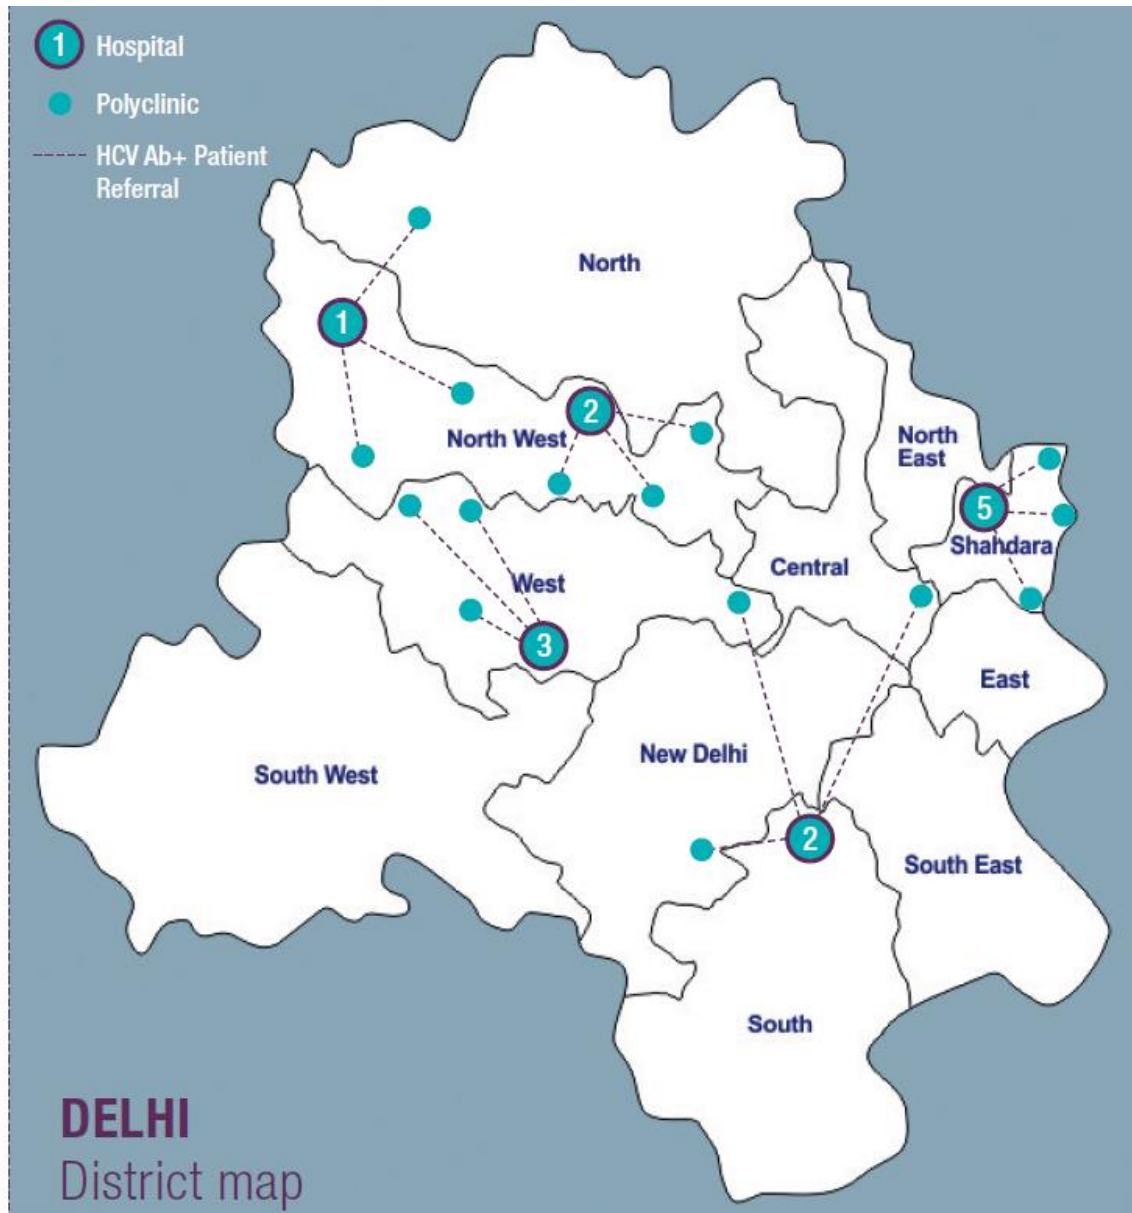 1 Hospital
Polyclinic
HCV Ab+ Patient
Referral
North
1
2
North West
North
East
5
Shahdara
Central
West
3
East
New Delhi
South West
2
South East
South
DELHI
District map